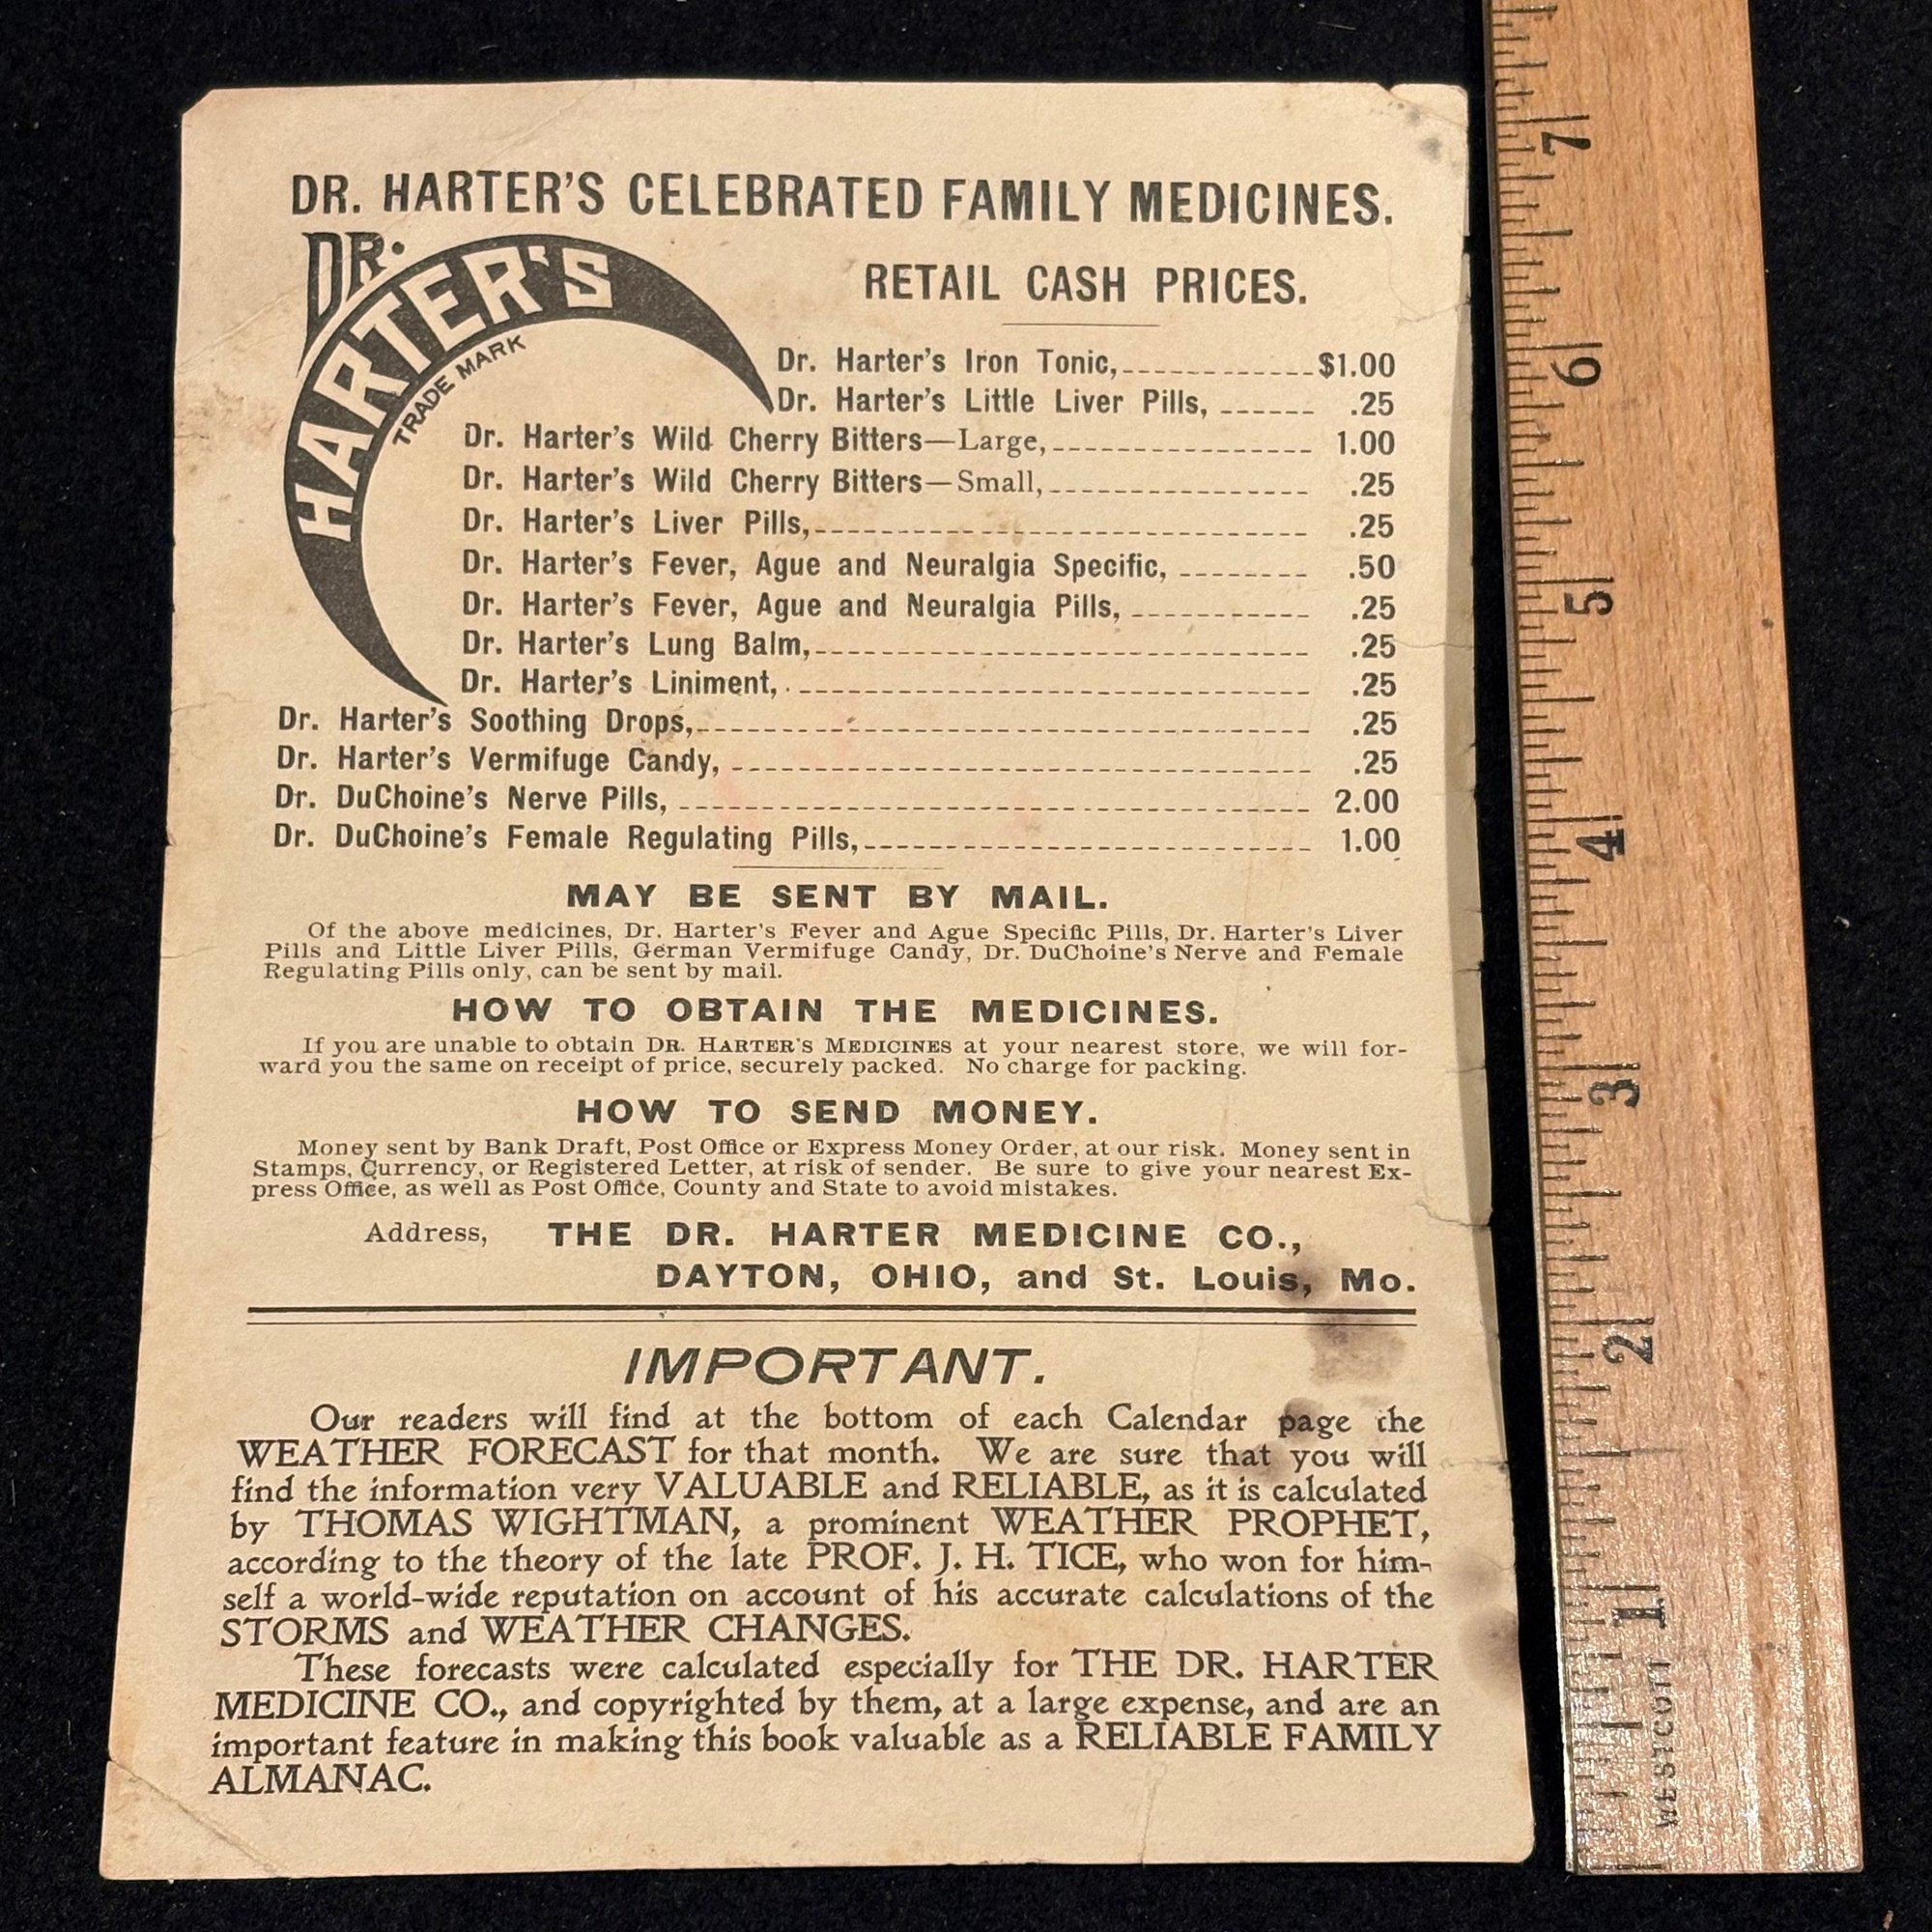 DR. HARTER'S CELEBRATED FAMILY MEDICINES.
DR.
HARTER'S
TRADE MARK
RETAIL CASH PRICES.
Dr. Harter's Iron Tonic, $1.00
Dr. Harter's Little Liver Pills, .25
Dr. Harter's Wild Cherry Bitters—Large, 1.00
Dr. Harter's Wild Cherry Bitters—Small, .25
Dr. Harter's Liver Pills, .25
Dr. Harter's Fever, Ague and Neuralgia Specific, .50
Dr. Harter's Fever, Ague and Neuralgia Pills, .25
Dr. Harter's Lung Balm, .25
Dr. Harter's Liniment, .25
Dr. Harter's Soothing Drops, .25
Dr. Harter's Vermifuge Candy, .25
Dr. DuChoine's Nerve Pills, 2.00
Dr. DuChoine's Female Regulating Pills, 1.00
MAY BE SENT BY MAIL.
Of the above medicines, Dr. Harter's Fever and Ague Specific Pills, Dr. Harter's Liver
Pills and Little Liver Pills, German Vermifuge Candy, Dr. DuChoine's Nerve and Female
Regulating Pills only, can be sent by mail.
HOW TO OBTAIN THE MEDICINES.
If you are unable to obtain DR. HARTER'S MEDICINES at your nearest store, we will for-
ward you the same on receipt of price, securely packed. No charge for packing.
HOW TO SEND MONEY.
Money sent by Bank Draft, Post Office or Express Money Order, at our risk. Money sent in
Stamps, Currency, or Registered Letter, at risk of sender. Be sure to give your nearest Ex-
press Office, as well as Post Office, County and State to avoid mistakes.
Address, THE DR. HARTER MEDICINE CO.,
DAYTON, OHIO, and St. Louis, Mo.
IMPORTANT.
Our readers will find at the bottom of each Calendar page the
WEATHER FORECAST for that month. We are sure that you will
find the information very VALUABLE and RELIABLE, as it is calculated
by THOMAS WIGHTMAN, a prominent WEATHER PROPHET,
according to the theory of the late PROF. J. H. TICE, who won for him-
self a world-wide reputation on account of his accurate calculations of the
STORMS and WEATHER CHANGES.
These forecasts were calculated especially for THE DR. HARTER
MEDICINE CO., and copyrighted by them, at a large expense, and are an
important feature in making this book valuable as a RELIABLE FAMILY
ALMANAC.
7
6
5
4
3
2
1
WESTCOTT